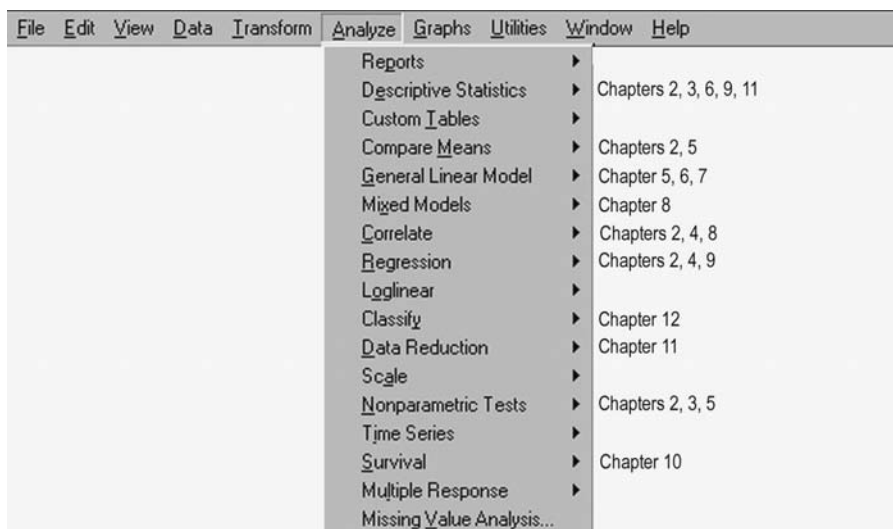 File Edit View Data Transform Analyze Graphs Utilities Window Help
Reports
Descriptive Statistics Chapters 2, 3, 6, 9, 11
Custom Tables
Compare Means Chapters 2, 5
General Linear Model Chapter 5, 6, 7
Mixed Models Chapter 8
Correlate Chapters 2, 4, 8
Regression Chapters 2, 4, 9
Loglinear
Classify Chapter 12
Data Reduction Chapter 11
Scale
Nonparametric Tests Chapters 2, 3, 5
Time Series
Survival Chapter 10
Multiple Response
Missing Value Analysis...